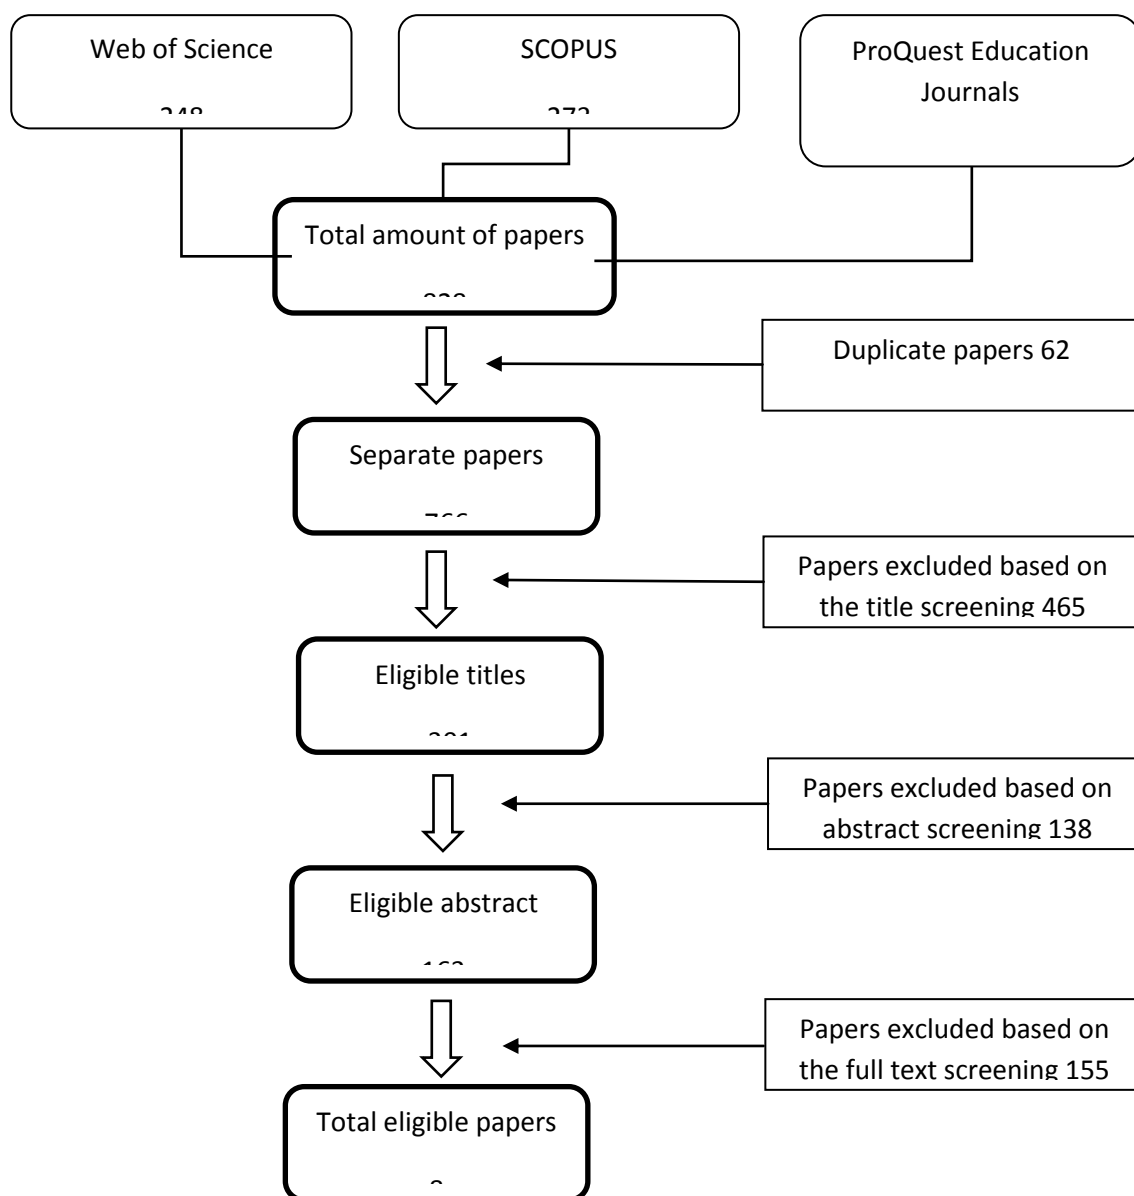 Web of Science
SCOPUS
ProQuest Education
Journals
Total amount of papers
Duplicate papers 62
Separate papers
766
Papers excluded based on
the title screening 465
Eligible titles
Papers excluded based on
abstract screening 138
Eligible abstract
Papers excluded based on
the full text screening 155
Total eligible papers